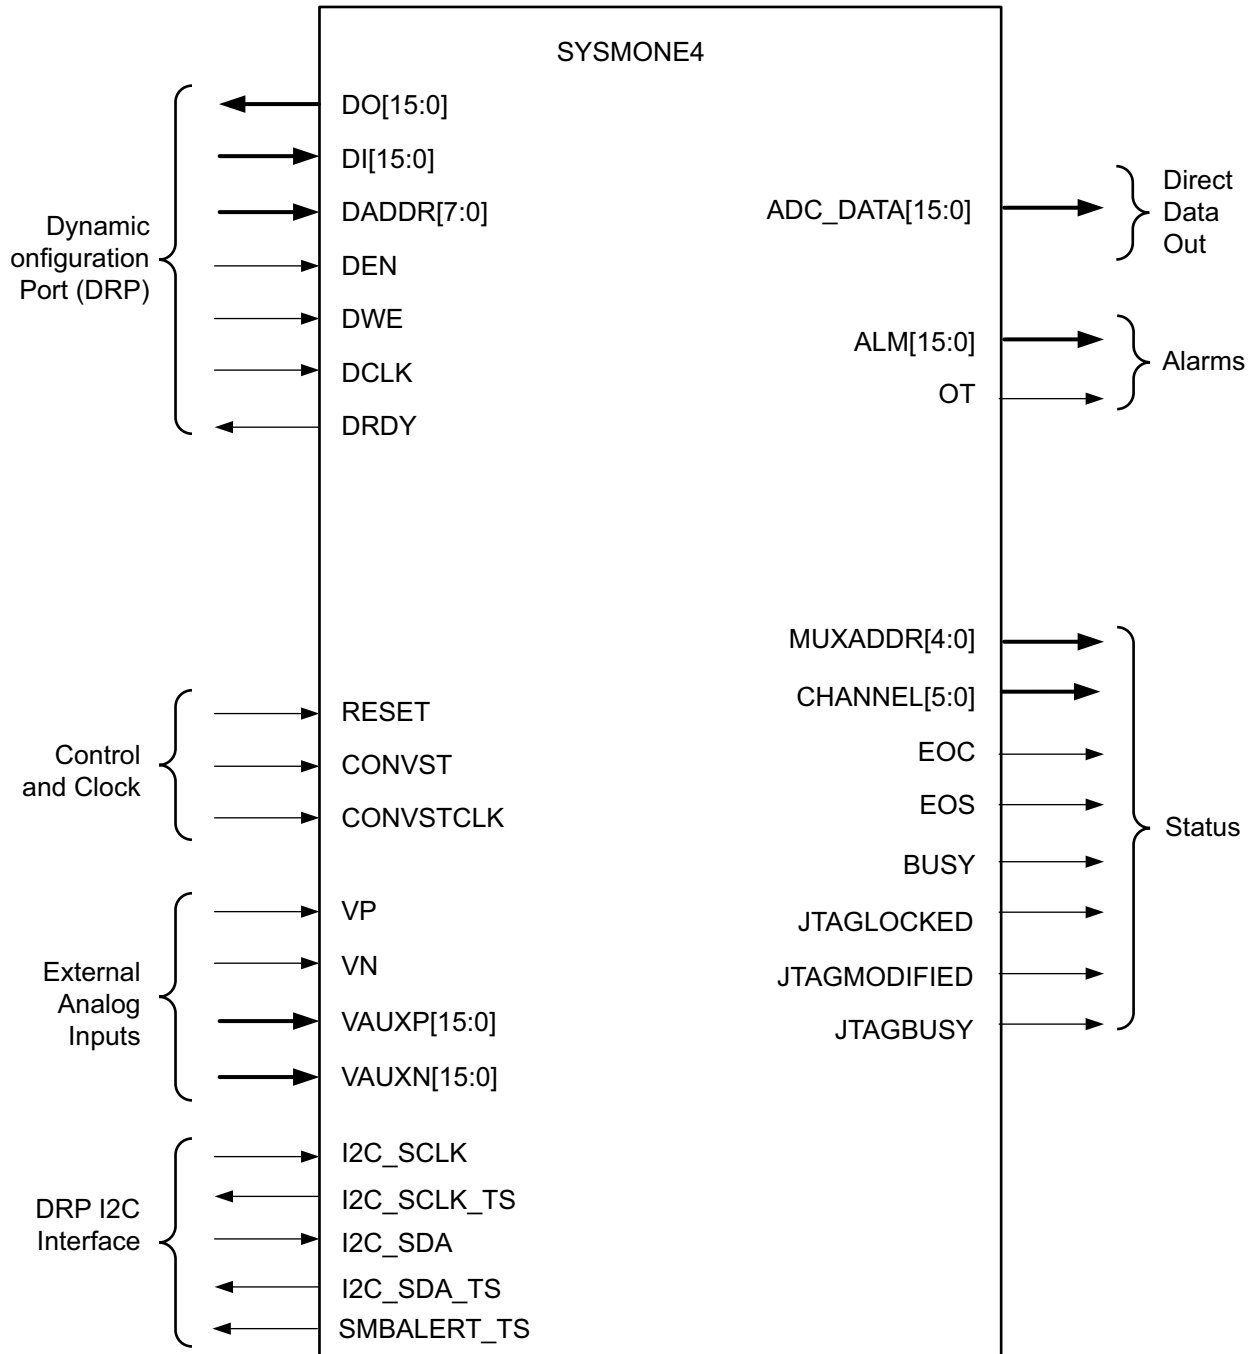 SYSMONE4
Dynamic
onfiguration
Port (DRP)
DO[15:0]
DI[15:0]
DADDR[7:0]
DEN
DWE
DCLK
DRDY
Control
and Clock
RESET
CONVST
CONVSTCLK
External
Analog
Inputs
VP
VN
VAUXP[15:0]
VAUXN[15:0]
DRP I2C
Interface
I2C_SCLK
I2C_SCLK_TS
I2C_SDA
I2C_SDA_TS
SMBALERT_TS
ADC_DATA[15:0]
Direct
Data
Out
ALM[15:0]
OT
Alarms
MUXADDR[4:0]
CHANNEL[5:0]
EOC
EOS
BUSY
JTAGLOCKED
JTAGMODIFIED
JTAGBUSY
Status